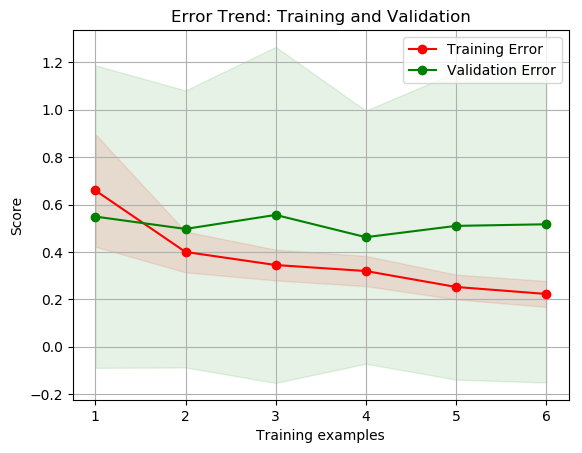 Error Trend: Training and Validation
Training Error
Validation Error
Score
1.2
1.0
0.8
0.6
0.4
0.2
0.0
−0.2
1 2 3 4 5 6
Training examples